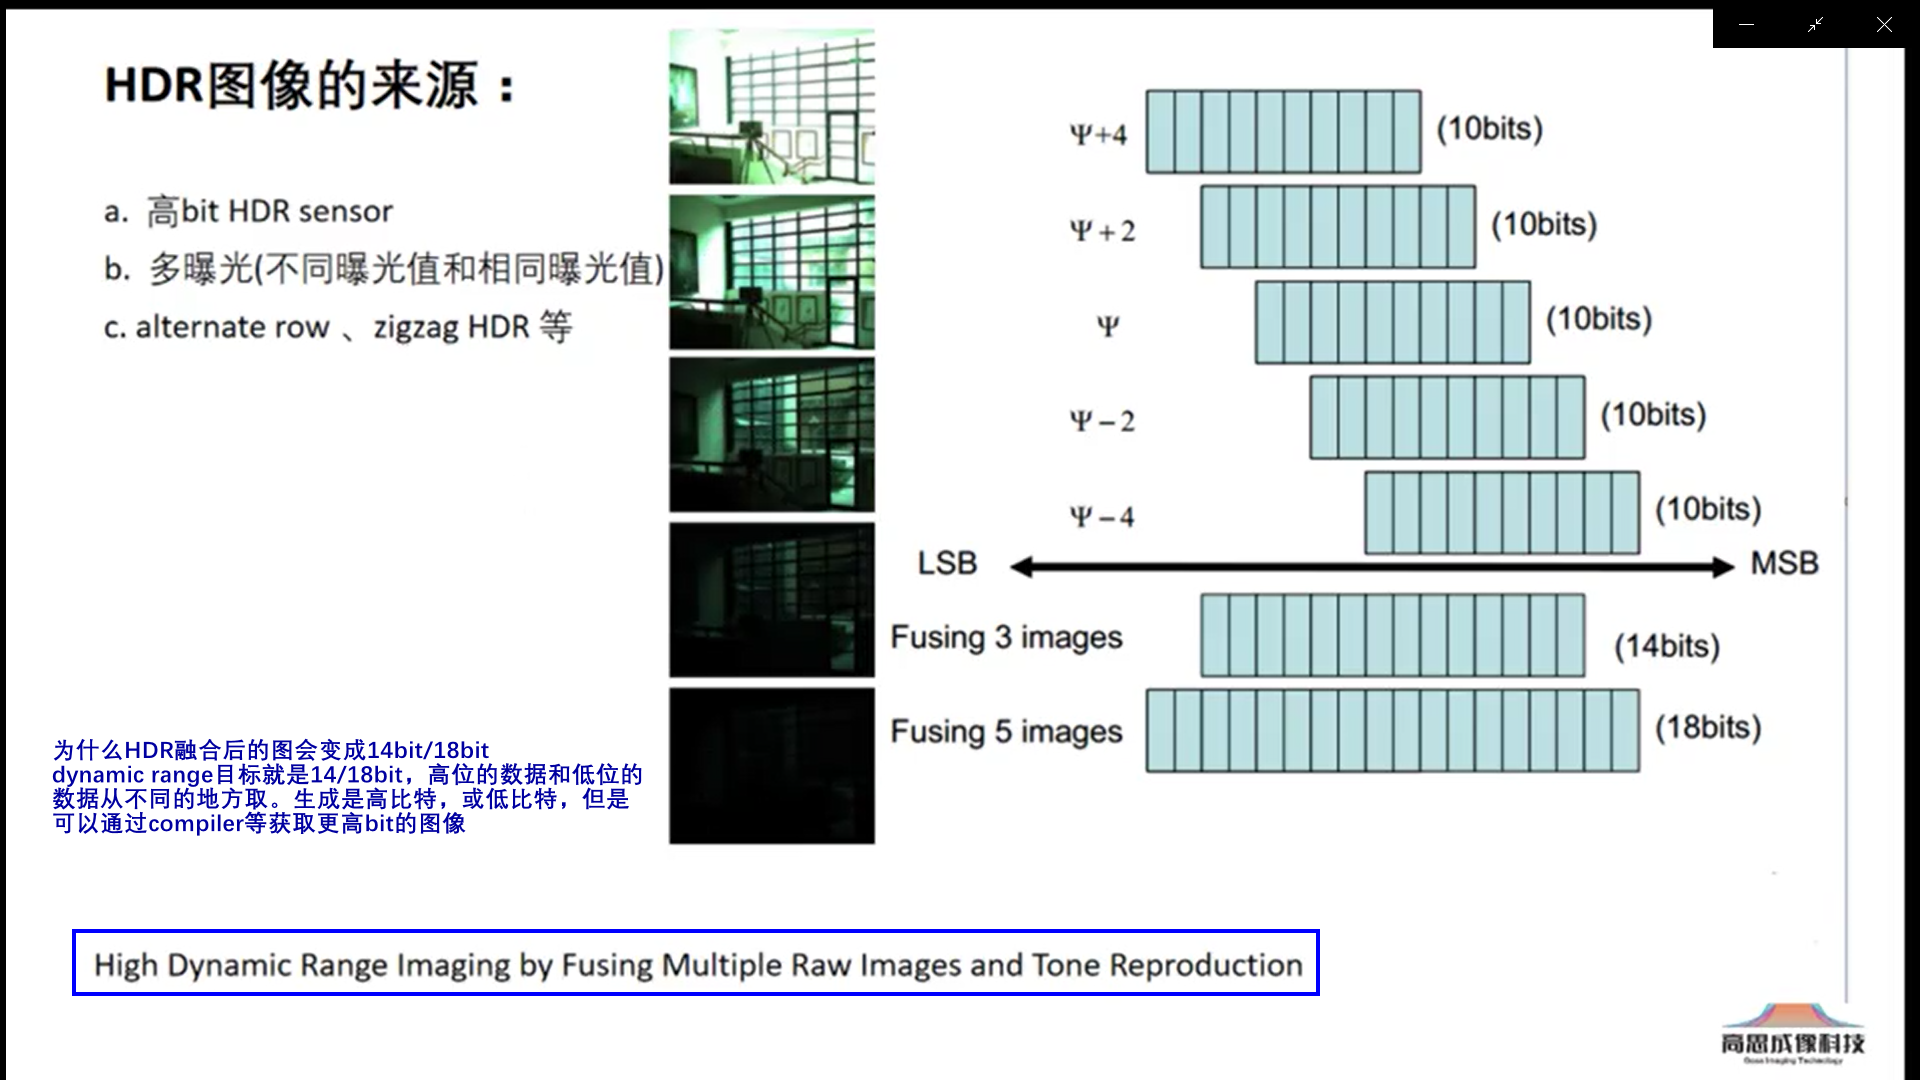 HDR图像的来源：
a. 高bit HDR sensor
b. 多曝光(不同曝光值和相同曝光值)
c. alternate row 、zigzag HDR 等
Ψ+4 (10bits)
Ψ+2 (10bits)
Ψ (10bits)
Ψ−2 (10bits)
Ψ−4 (10bits)
LSB MSB
Fusing 3 images (14bits)
Fusing 5 images (18bits)
为什么HDR融合后的图会变成14bit/18bit
dynamic range目标就是14/18bit，高位的数据和低位的
数据从不同的地方取。生成是高比特，或低比特，但是
可以通过compiler等获取更高bit的图像
High Dynamic Range Imaging by Fusing Multiple Raw Images and Tone Reproduction
高思成像科技
Goss Imaging Technology